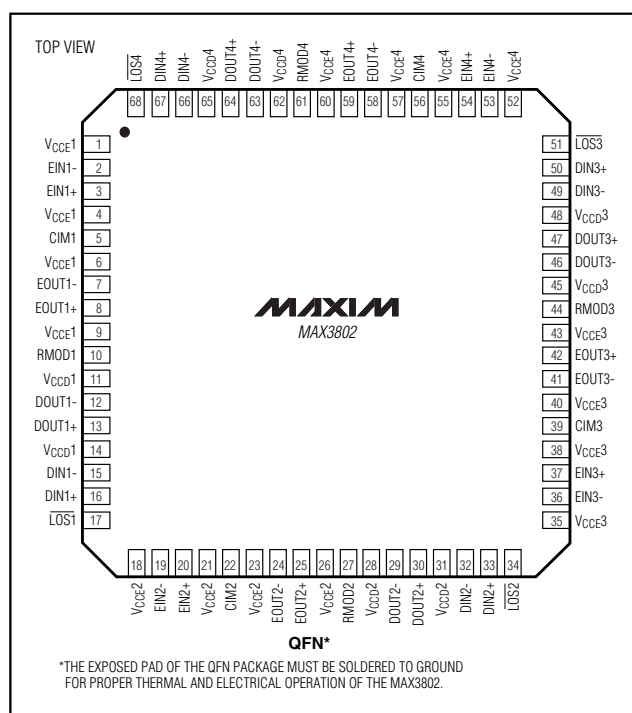 TOP VIEW
LOS4
DIN4+
DIN4-
VCCD4
DOUT4+
DOUT4-
VCCD4
RMOD4
VCCE4
EOUT4+
EOUT4-
VCCE4
CIM4
VCCE4
EIN4+
EIN4-
VCCE4
68 67 66 65 64 63 62 61 60 59 58 57 56 55 54 53 52
VCCE1 1
EIN1- 2
EIN1+ 3
VCCE1 4
CIM1 5
VCCE1 6
EOUT1- 7
EOUT1+ 8
VCCE1 9
RMOD1 10
VCCD1 11
DOUT1- 12
DOUT1+ 13
VCCD1 14
DIN1- 15
DIN1+ 16
LOS1 17
MAXIM
MAX3802
51 LOS3
50 DIN3+
49 DIN3-
48 VCCD3
47 DOUT3+
46 DOUT3-
45 VCCD3
44 RMOD3
43 VCCE3
42 EOUT3+
41 EOUT3-
40 VCCE3
39 CIM3
38 VCCE3
37 EIN3+
36 EIN3-
35 VCCE3
18 19 20 21 22 23 24 25 26 27 28 29 30 31 32 33 34
VCCE2
EIN2-
EIN2+
VCCE2
CIM2
VCCE2
EOUT2-
EOUT2+
VCCE2
RMOD2
VCCD2
DOUT2-
DOUT2+
VCCD2
DIN2-
DIN2+
LOS2
QFN*
*THE EXPOSED PAD OF THE QFN PACKAGE MUST BE SOLDERED TO GROUND
FOR PROPER THERMAL AND ELECTRICAL OPERATION OF THE MAX3802.